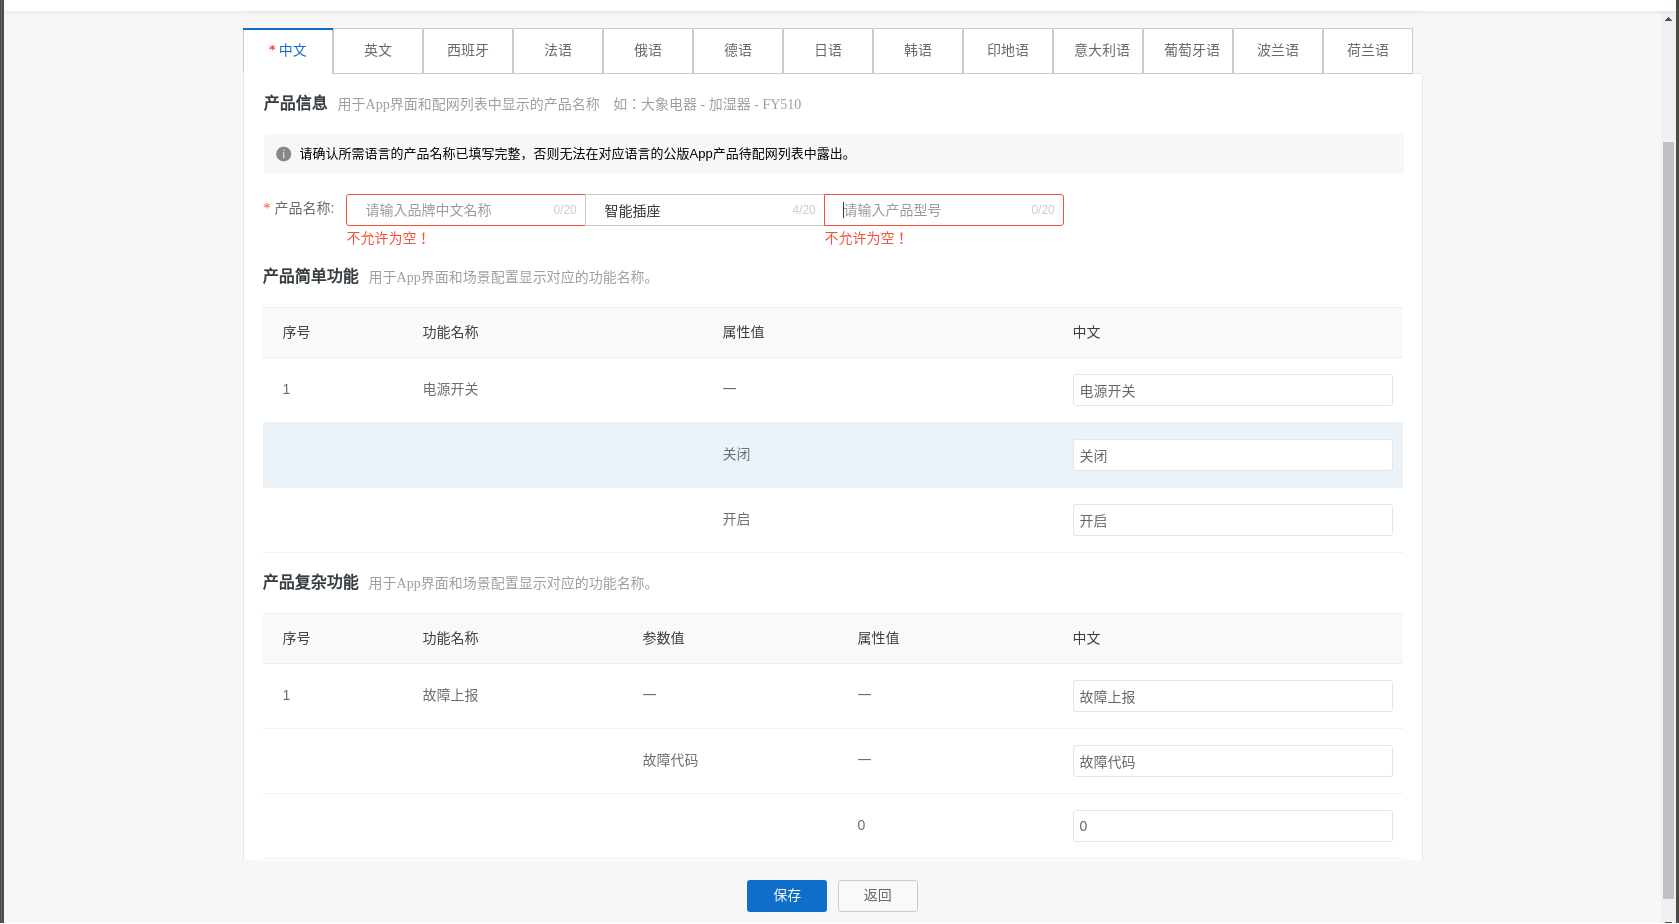 * 中文 英文 西班牙 法语 俄语 德语 日语 韩语 印地语 意大利语 葡萄牙语 波兰语 荷兰语
产品信息 用于App界面和配网列表中显示的产品名称 如：大象电器 - 加湿器 - FY510
请确认所需语言的产品名称已填写完整，否则无法在对应语言的公版App产品待配网列表中露出。
* 产品名称: 请输入品牌中文名称 0/20 智能插座 4/20 请输入产品型号 0/20
不允许为空！ 不允许为空！
产品简单功能 用于App界面和场景配置显示对应的功能名称。
序号 功能名称 属性值 中文
1 电源开关 — 电源开关
关闭 关闭
开启 开启
产品复杂功能 用于App界面和场景配置显示对应的功能名称。
序号 功能名称 参数值 属性值 中文
1 故障上报 — — 故障上报
故障代码 — 故障代码
0 0
保存 返回